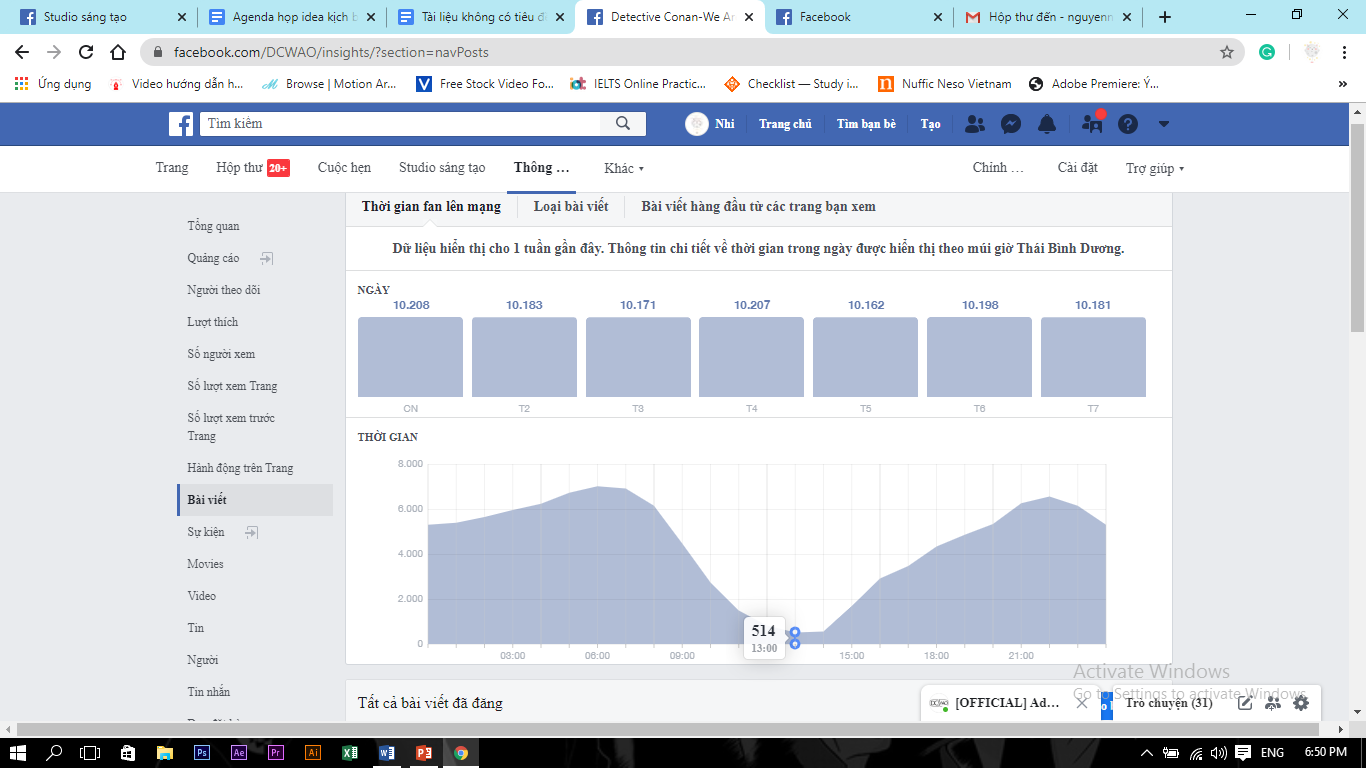 Studio sáng tạo
Agenda họp idea kịch b
Tài liệu không có tiêu đ
Detective Conan-We Ar
Facebook
Hộp thư đến - nguyenn
facebook.com/DCWAO/insights/?section=navPosts
Ứng dụng
Video hướng dẫn h...
Browse | Motion Ar...
Free Stock Video Fo...
IELTS Online Practic...
Checklist — Study i...
Nuffic Neso Vietnam
Adobe Premiere: Ý...
Tìm kiếm
Nhi
Trang chủ
Tìm bạn bè
Tạo
Trang
Hộp thư 20+
Cuộc hẹn
Studio sáng tạo
Thông ...
Khác
Chỉnh ...
Cài đặt
Trợ giúp
Tổng quan
Quảng cáo
Người theo dõi
Lượt thích
Số người xem
Số lượt xem Trang
Số lượt xem trước
Trang
Hành động trên Trang
Bài viết
Sự kiện
Movies
Video
Tin
Người
Tin nhắn
Thời gian fan lên mạng
Loại bài viết
Bài viết hàng đầu từ các trang bạn xem
Dữ liệu hiển thị cho 1 tuần gần đây. Thông tin chi tiết về thời gian trong ngày được hiển thị theo múi giờ Thái Bình Dương.
NGÀY
10.208 10.183 10.171 10.207 10.162 10.198 10.181
CN T2 T3 T4 T5 T6 T7
THỜI GIAN
8.000
6.000
4.000
2.000
0
514
13:00
03:00 06:00 09:00 15:00 18:00 21:00
Tất cả bài viết đã đăng
Activate Windows
Go to Settings to activate Windows.
[OFFICIAL] Ad...
Trò chuyện (31)
Ps
Ae
Pr
Ai
ENG
6:50 PM